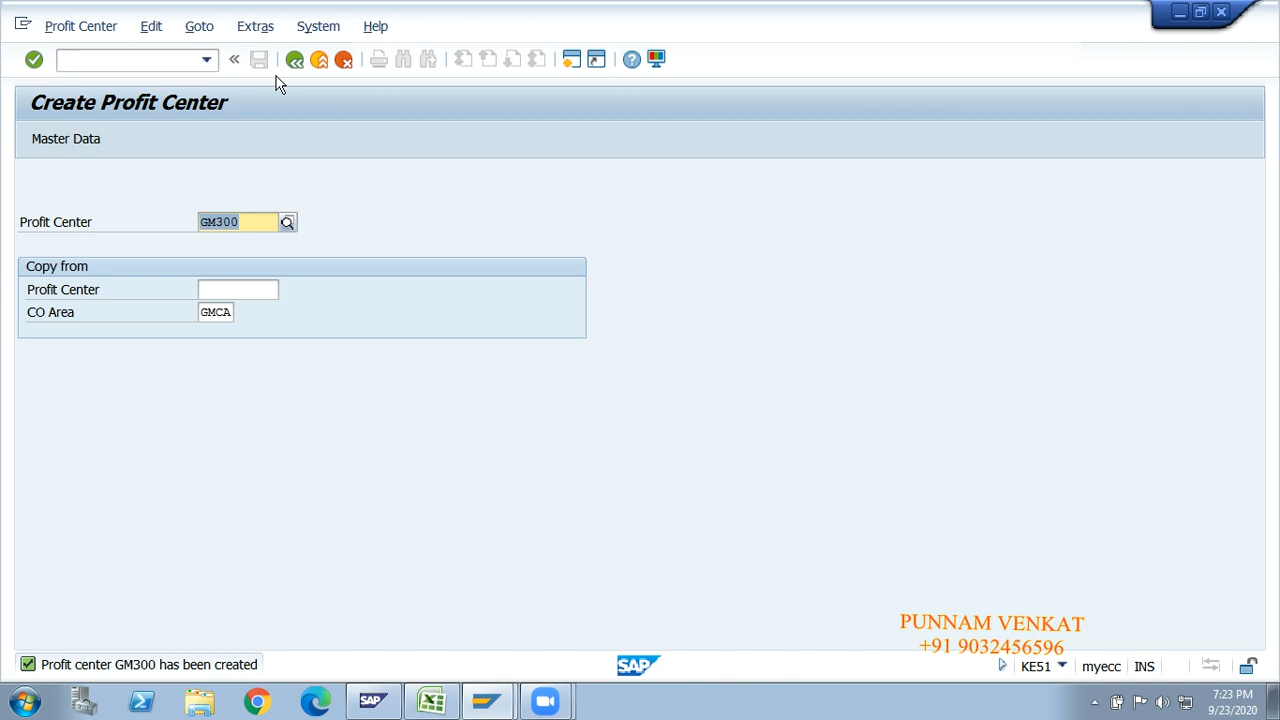 Profit Center Edit Goto Extras System Help
Create Profit Center
Master Data
Profit Center GM300
Copy from
Profit Center
CO Area GMCA
PUNNAM VENKAT
+91 9032456596
Profit center GM300 has been created SAP KE51 myecc INS
SAP 7:23 PM
9/23/2020